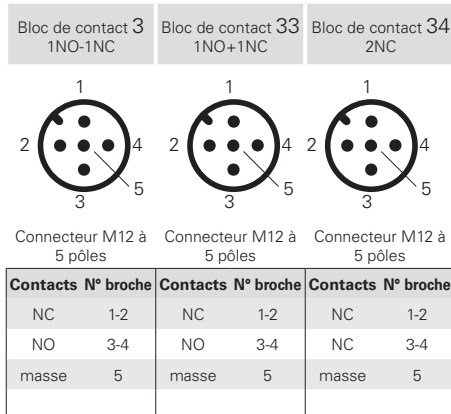 Bloc de contact 3
1NO-1NC
Bloc de contact 33
1NO+1NC
Bloc de contact 34
2NC
1
2
4
5
3
1
2
4
5
3
1
2
4
5
3
Connecteur M12 à
5 pôles
Connecteur M12 à
5 pôles
Connecteur M12 à
5 pôles
Contacts N° broche Contacts N° broche Contacts N° broche
NC 1-2 NC 1-2 NC 1-2
NO 3-4 NO 3-4 NC 3-4
masse 5 masse 5 masse 5